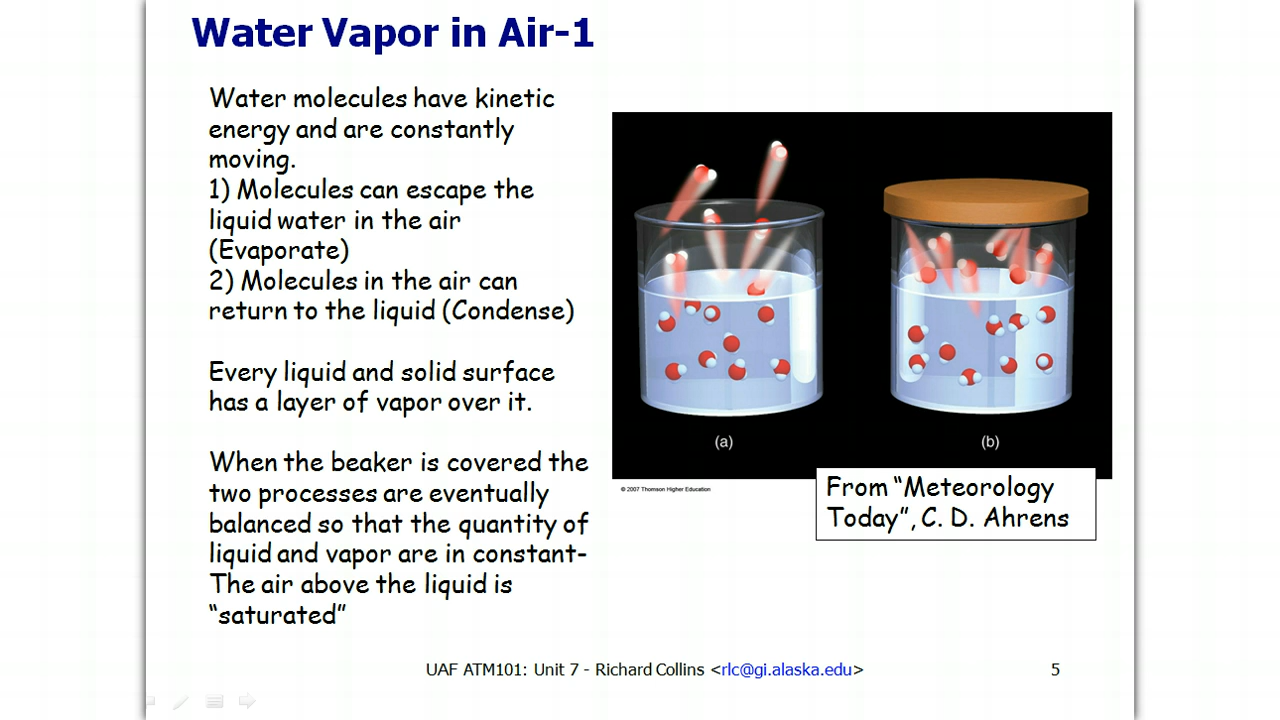 Water Vapor in Air-1
Water molecules have kinetic
energy and are constantly
moving.
1) Molecules can escape the
liquid water in the air
(Evaporate)
2) Molecules in the air can
return to the liquid (Condense)
Every liquid and solid surface
has a layer of vapor over it.
When the beaker is covered the
two processes are eventually
balanced so that the quantity of
liquid and vapor are in constant-
The air above the liquid is
“saturated”
(a)
(b)
© 2007 Thomson Higher Education
From “Meteorology
Today”, C. D. Ahrens
UAF ATM101: Unit 7 - Richard Collins <rlc@gi.alaska.edu>
5